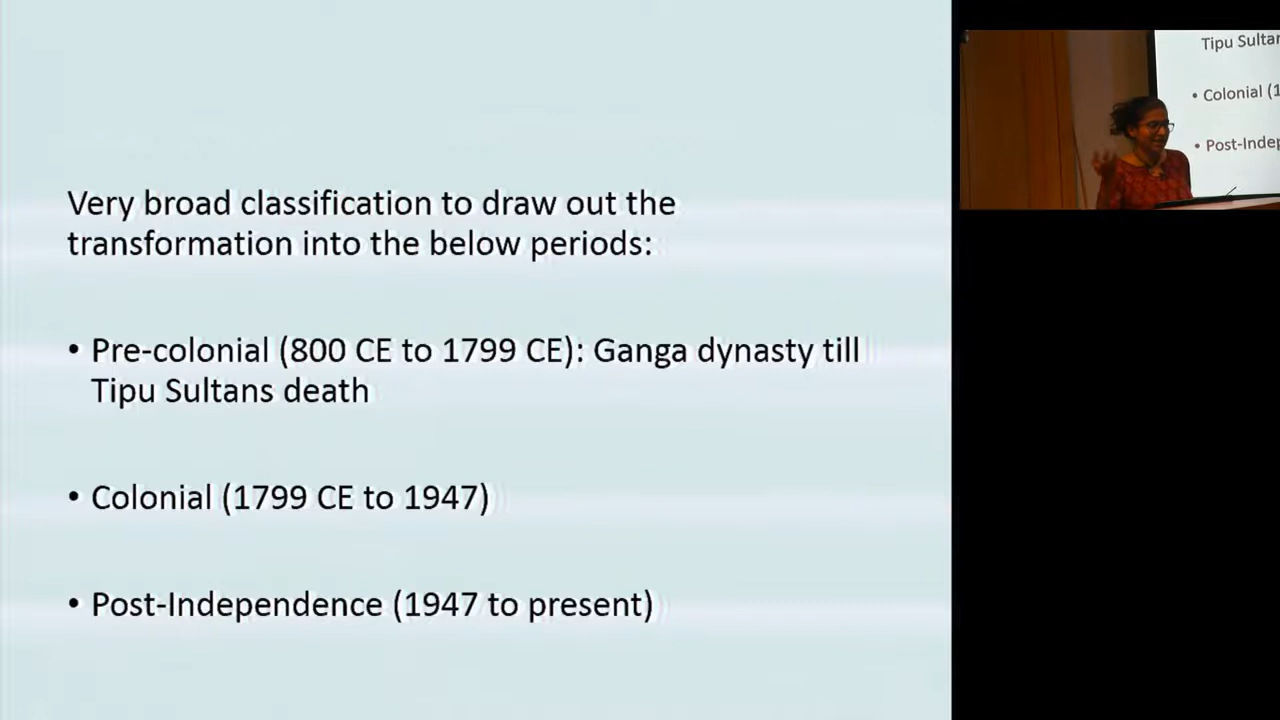 Very broad classification to draw out the
transformation into the below periods:
• Pre-colonial (800 CE to 1799 CE): Ganga dynasty till
Tipu Sultans death
• Colonial (1799 CE to 1947)
• Post-Independence (1947 to present)
Tipu Sultan
• Colonial (1
• Post-Indep